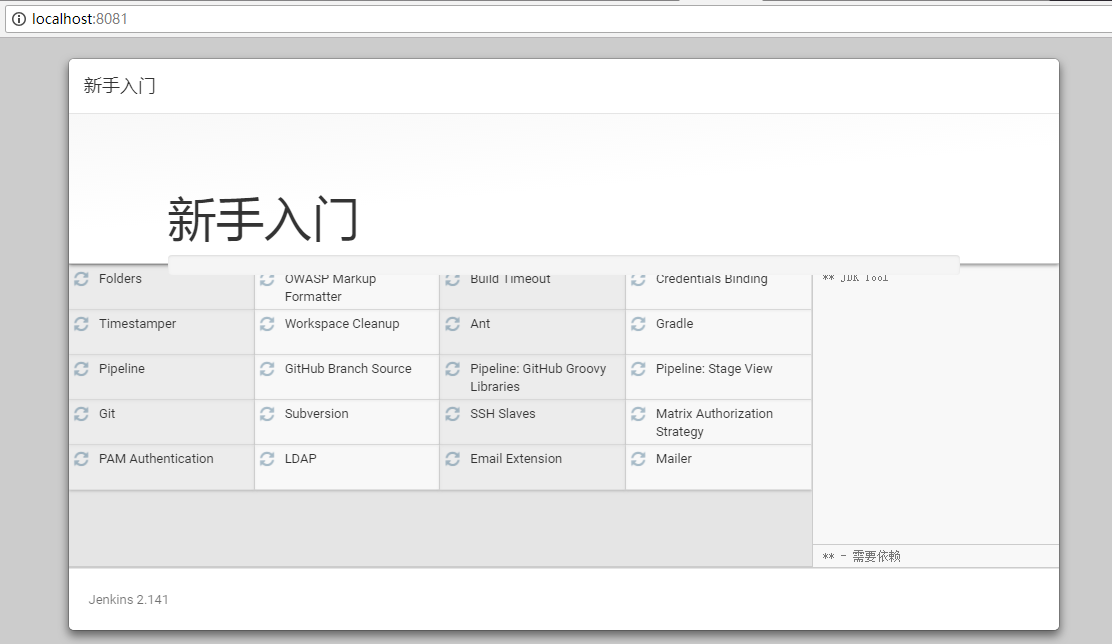 localhost:8081
新手入门
新手入门
Folders
OWASP Markup
Formatter
Build Timeout
Credentials Binding
** JDK Tool
Timestamper
Workspace Cleanup
Ant
Gradle
Pipeline
GitHub Branch Source
Pipeline: GitHub Groovy
Libraries
Pipeline: Stage View
Git
Subversion
SSH Slaves
Matrix Authorization
Strategy
PAM Authentication
LDAP
Email Extension
Mailer
** - 需要依赖
Jenkins 2.141